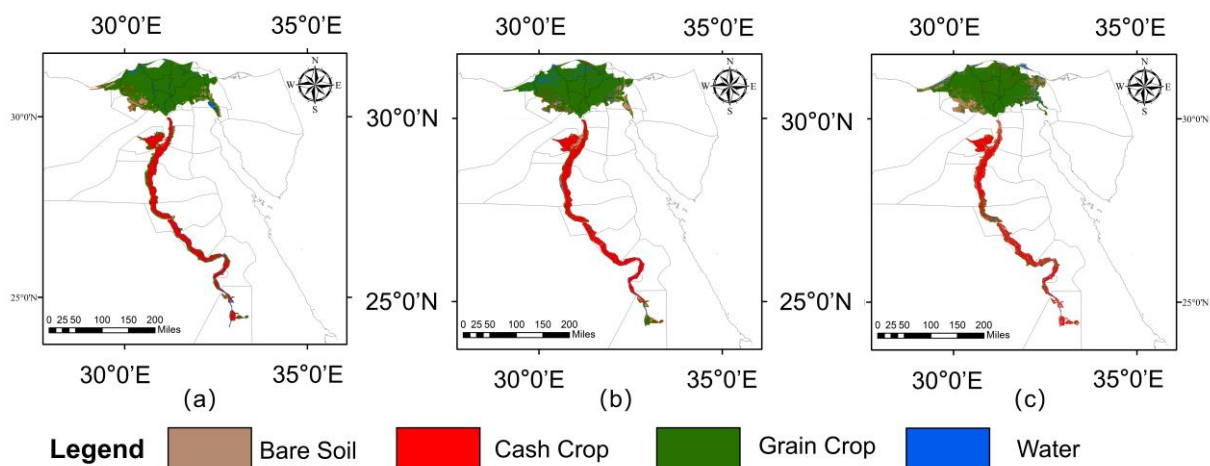 30°0'E 35°0'E 30°0'E 35°0'E 30°0'E 35°0'E
N N N
W E W E W E
S S S
30°0'N 30°0'N 30°0'N 30°0'N
25°0'N 25°0'N 25°0'N 25°0'N
0 25 50 100 150 200 Miles 0 25 50 100 150 200 Miles 0 25 50 100 150 200 Miles
30°0'E 35°0'E 30°0'E 35°0'E 30°0'E 35°0'E
(a) (b) (c)
Legend Bare Soil Cash Crop Grain Crop Water